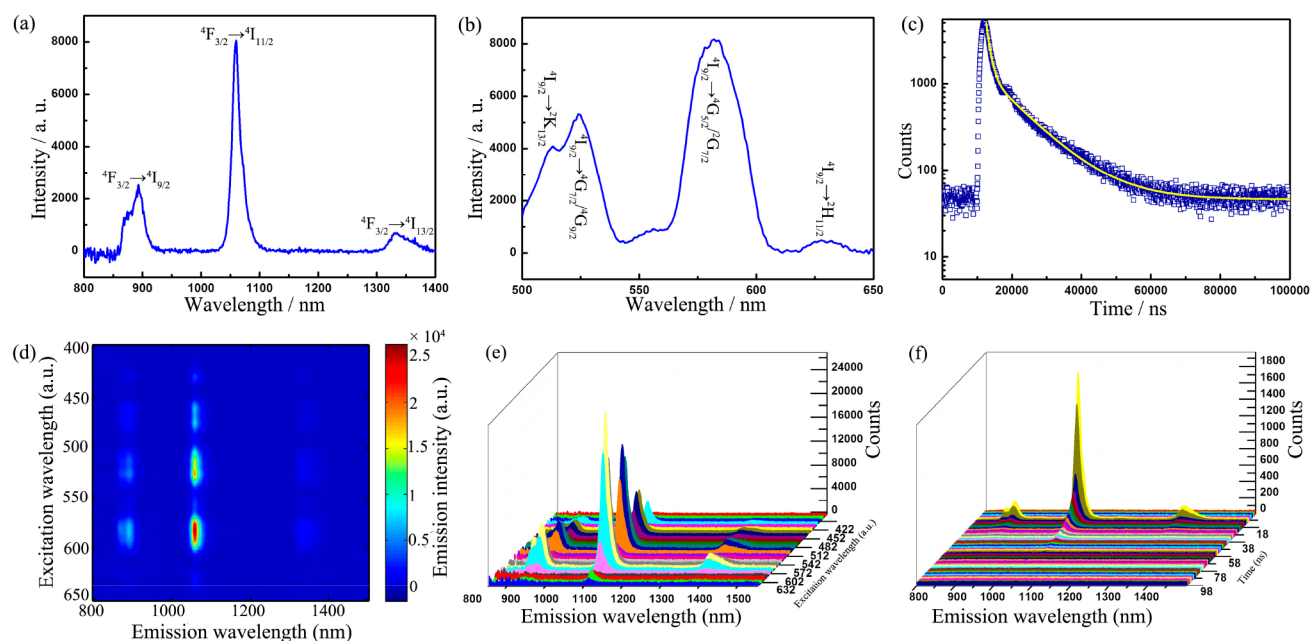 (a)
⁴F₃/₂→⁴I₁₁/₂
⁴F₃/₂→⁴I₉/₂
⁴F₃/₂→⁴I₁₃/₂
Intensity / a. u.
8000
6000
4000
2000
0
800 900 1000 1100 1200 1300 1400
Wavelength / nm
(b)
⁴I₉/₂→²K₁₃/₂
⁴I₉/₂→⁴G₇/₂/⁴G₉/₂
⁴I₉/₂→⁴G₅/₂/²G₇/₂
⁴I₉/₂→²H₁₁/₂
Intensity / a. u.
8000
6000
4000
2000
0
500 550 600 650
Wavelength / nm
(c)
Counts
1000
100
10
0 20000 40000 60000 80000 100000
Time / ns
(d)
Excitation wavelength (a.u.)
400
450
500
550
600
650
800 1000 1200 1400
Emission wavelength (nm)
× 10⁴
2.5
2
1.5
1
0.5
0
Emission intensity (a.u.)
(e)
24000
20000
16000
12000
8000
4000
0
Counts
422
452
482
512
542
572
602
632
Excitation wavelength (a.u.)
800 900 1000 1100 1200 1300 1400 1500
Emission wavelength (nm)
(f)
1800
1600
1400
1200
1000
800
600
400
200
0
Counts
18
38
58
78
98
Time (ns)
800 900 1000 1100 1200 1300 1400
Emission wavelength (nm)